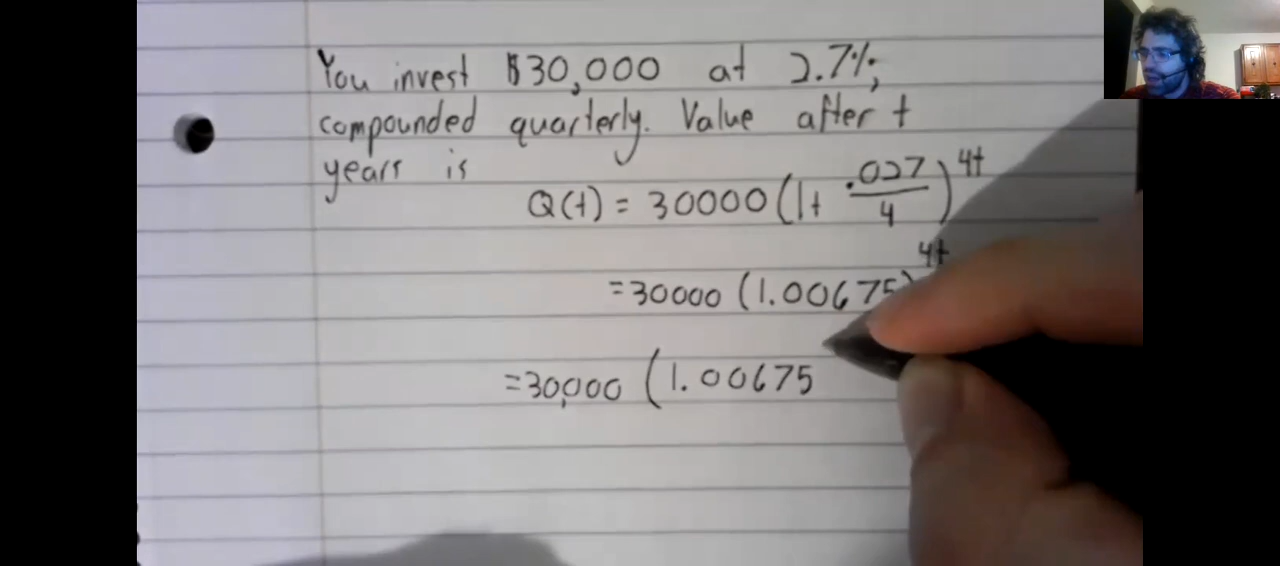 You invest $30,000 at 2.7%,
compounded quarterly. Value after t
years is
Q(t) = 30000 (1+ .027/4)^4t
=30000 (1.00675)^4t
=30,000 (1.00675